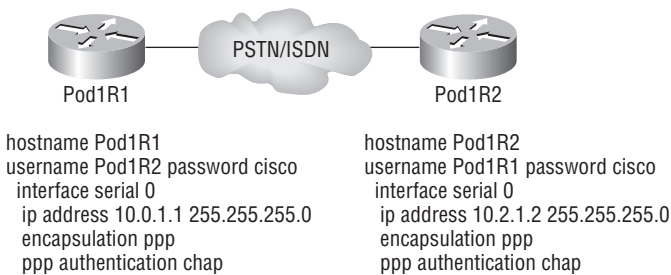 PSTN/ISDN
Pod1R1
Pod1R2
hostname Pod1R1
username Pod1R2 password cisco
interface serial 0
ip address 10.0.1.1 255.255.255.0
encapsulation ppp
ppp authentication chap
hostname Pod1R2
username Pod1R1 password cisco
interface serial 0
ip address 10.2.1.2 255.255.255.0
encapsulation ppp
ppp authentication chap